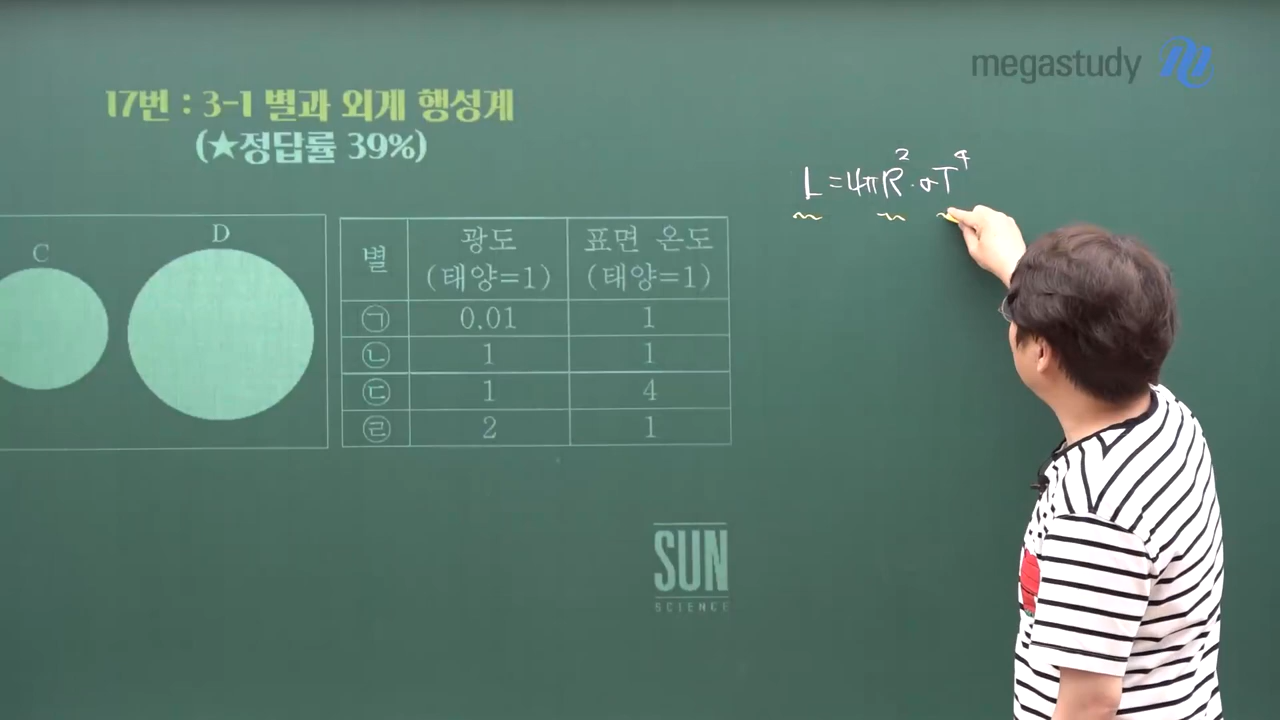 megastudy
17번 : 3-1 별과 외계 행성계
(★정답률 39%)
L=4πR²·σT⁴
C
D
별 광도 (태양=1) 표면 온도 (태양=1)
㉠ 0.01 1
㉡ 1 1
㉢ 1 4
㉣ 2 1
SUN
SCIENCE